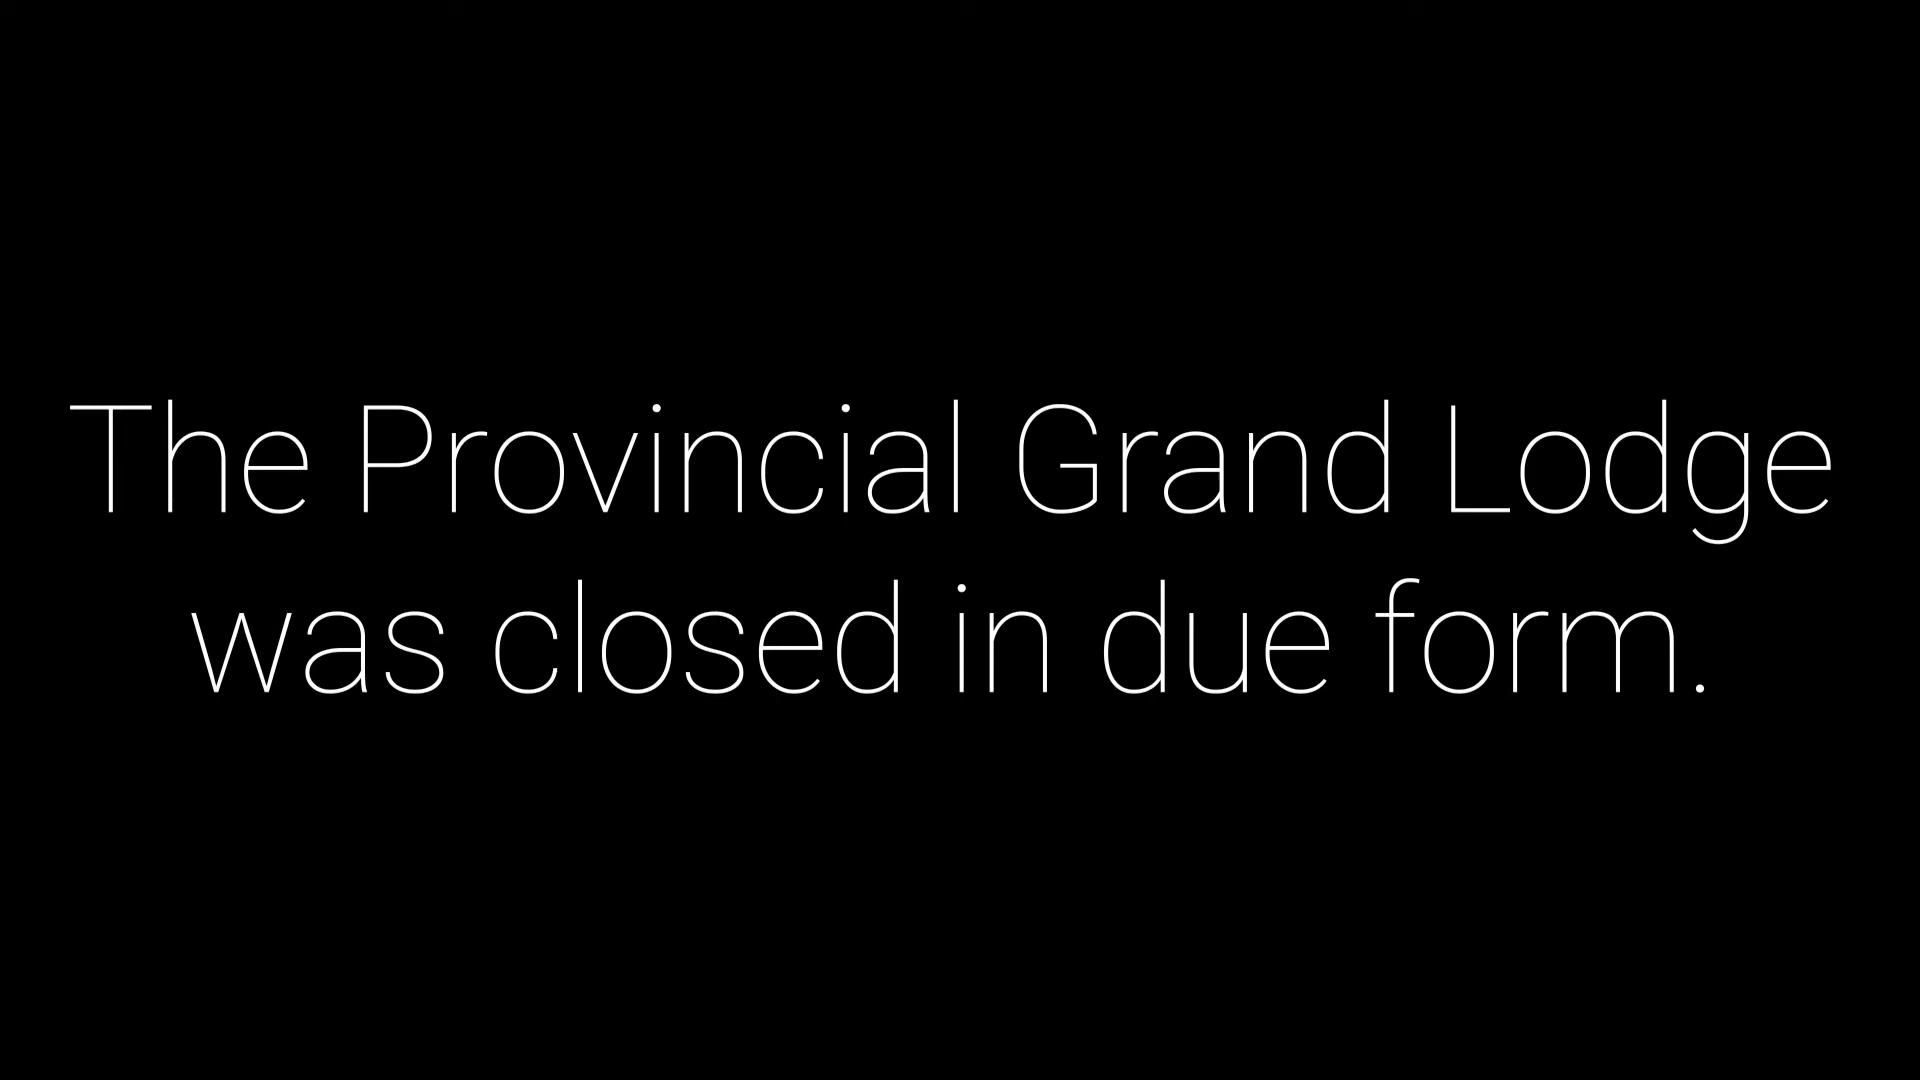 The Provincial Grand Lodge
was closed in due form.